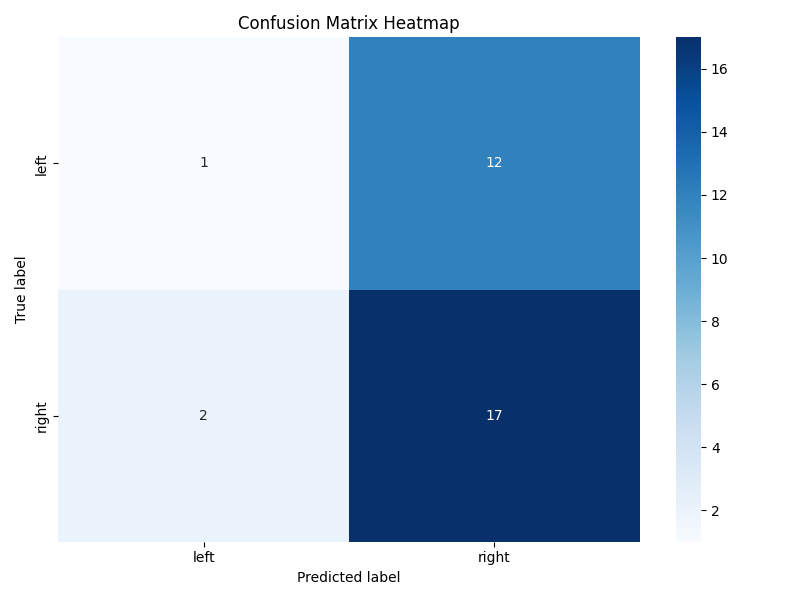 Confusion Matrix Heatmap
True label
left
right
1
12
2
17
left
right
Predicted label
16
14
12
10
8
6
4
2